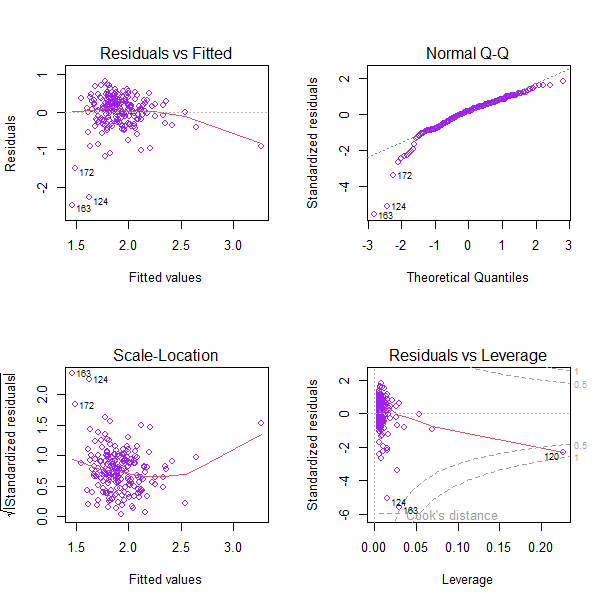 Residuals vs Fitted
Residuals
1
0
-1
-2
172
124
163
1.5 2.0 2.5 3.0
Fitted values
Normal Q-Q
Standardized residuals
2
0
-2
-4
172
124
163
-3 -2 -1 0 1 2 3
Theoretical Quantiles
Scale-Location
√|Standardized residuals|
2.0
1.5
1.0
0.5
0.0
163
124
172
1.5 2.0 2.5 3.0
Fitted values
Residuals vs Leverage
Standardized residuals
2
0
-2
-4
-6
1
0.5
0.5
1
120
124
163
Cook's distance
0.00 0.05 0.10 0.15 0.20
Leverage